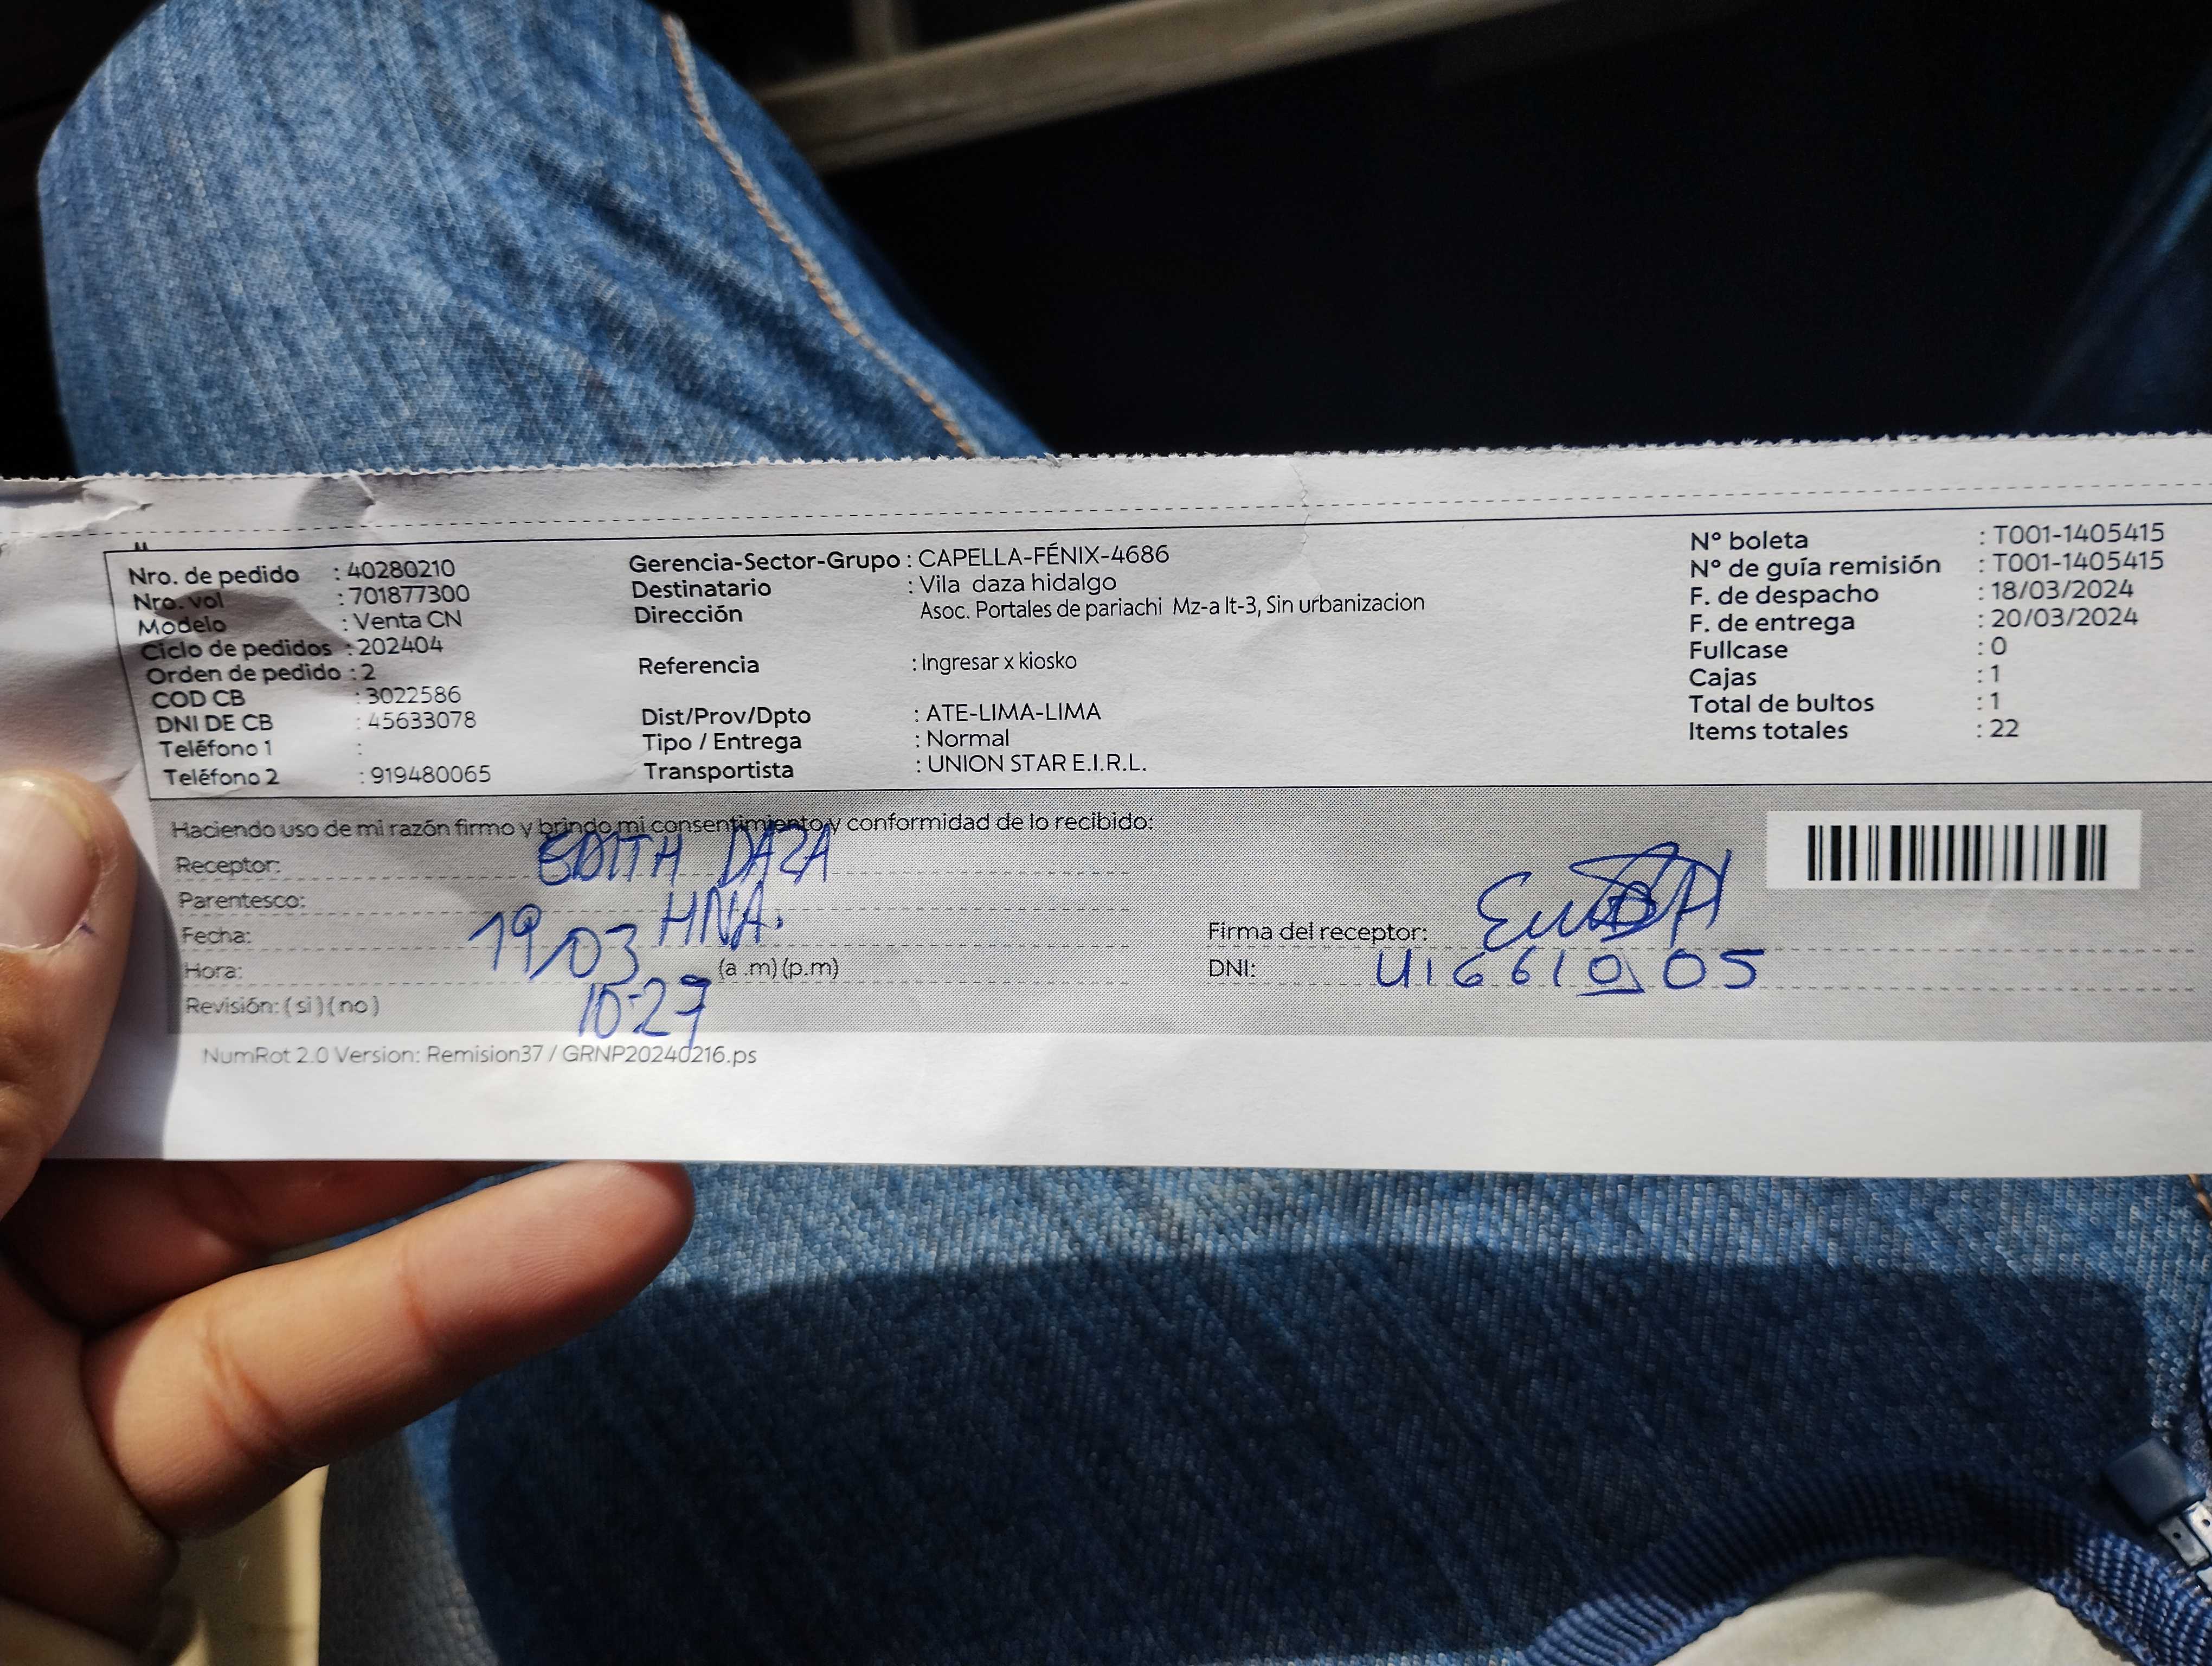 Nro. de pedido : 40280210
Nro. vol : 701877300
Modelo : Venta CN
Ciclo de pedidos : 202404
Orden de pedido : 2
COD CB : 3022586
DNI DE CB : 45633078
Teléfono 1 :
Teléfono 2 : 919480065
Gerencia-Sector-Grupo : CAPELLA-FÉNIX-4686
Destinatario : Vila daza hidalgo
Dirección Asoc. Portales de pariachi Mz-a lt-3, Sin urbanizacion
Referencia : Ingresar x kiosko
Dist/Prov/Dpto : ATE-LIMA-LIMA
Tipo / Entrega : Normal
Transportista : UNION STAR E.I.R.L.
N° boleta : T001-1405415
N° de guía remisión : T001-1405415
F. de despacho : 18/03/2024
F. de entrega : 20/03/2024
Fullcase : 0
Cajas : 1
Total de bultos : 1
Items totales : 22
Haciendo uso de mi razón firmo y brindo mi consentimiento y conformidad de lo recibido:
Receptor: EDITH DAZA
Parentesco: HNA.
Fecha: 19/03
Hora: 10:27 (a .m) (p.m)
Revisión: ( si ) ( no )
Firma del receptor:
DNI: 41661005
NumRot 2.0 Version: Remision37 / GRNP20240216.ps